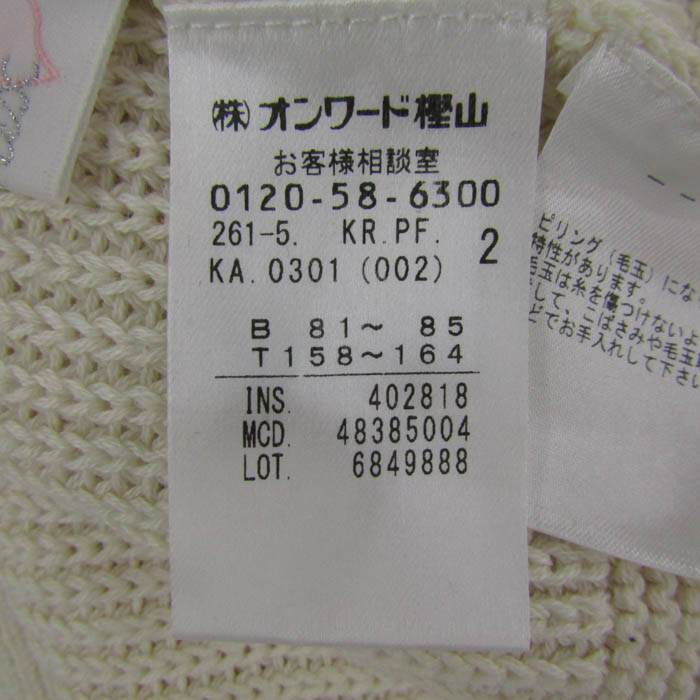 ㈱オンワード樫山
お客様相談室
0120-58-6300
261-5. KR.PF. 2
KA.0301(002)
B 81～ 85
T158～164
INS. 402818
MCD. 48385004
LOT. 6849888
ピリング(毛玉)にな
特性があります。
毛玉は糸を傷つけないよ
して、こばさみや毛玉
どでお手入れして下さ